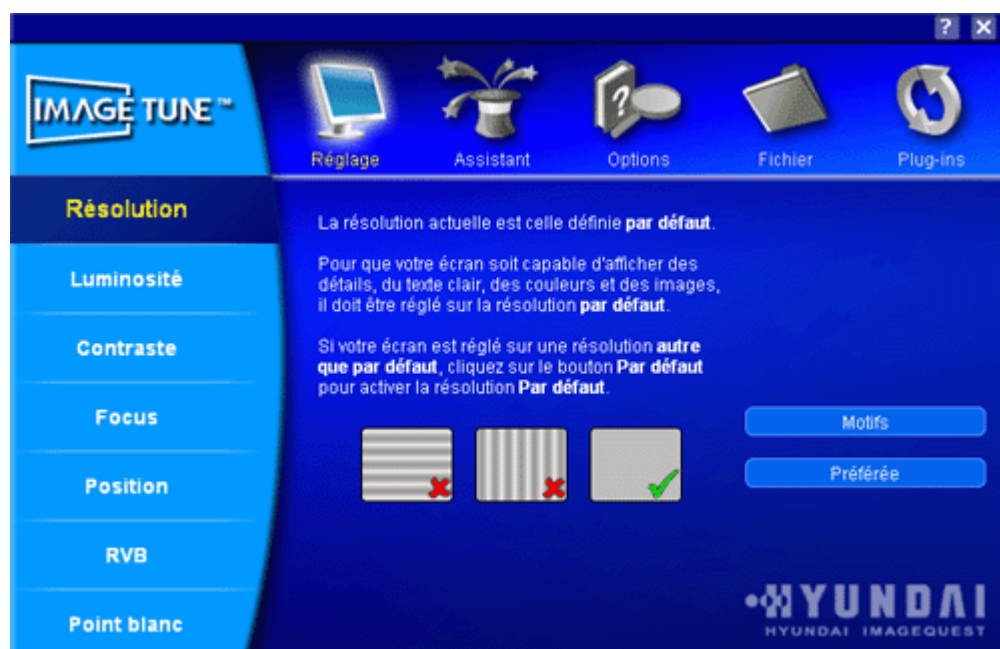 ?
IMAGE TUNE™
Réglage
Assistant
Options
Fichier
Plug-ins
Résolution
Luminosité
Contraste
Focus
Position
RVB
Point blanc
La résolution actuelle est celle définie par défaut.
Pour que votre écran soit capable d'afficher des
détails, du texte clair, des couleurs et des images,
il doit être réglé sur la résolution par défaut.
Si votre écran est réglé sur une résolution autre
que par défaut, cliquez sur le bouton Par défaut
pour activer la résolution Par défaut.
Motifs
Préférée
HYUNDAI
HYUNDAI IMAGEQUEST